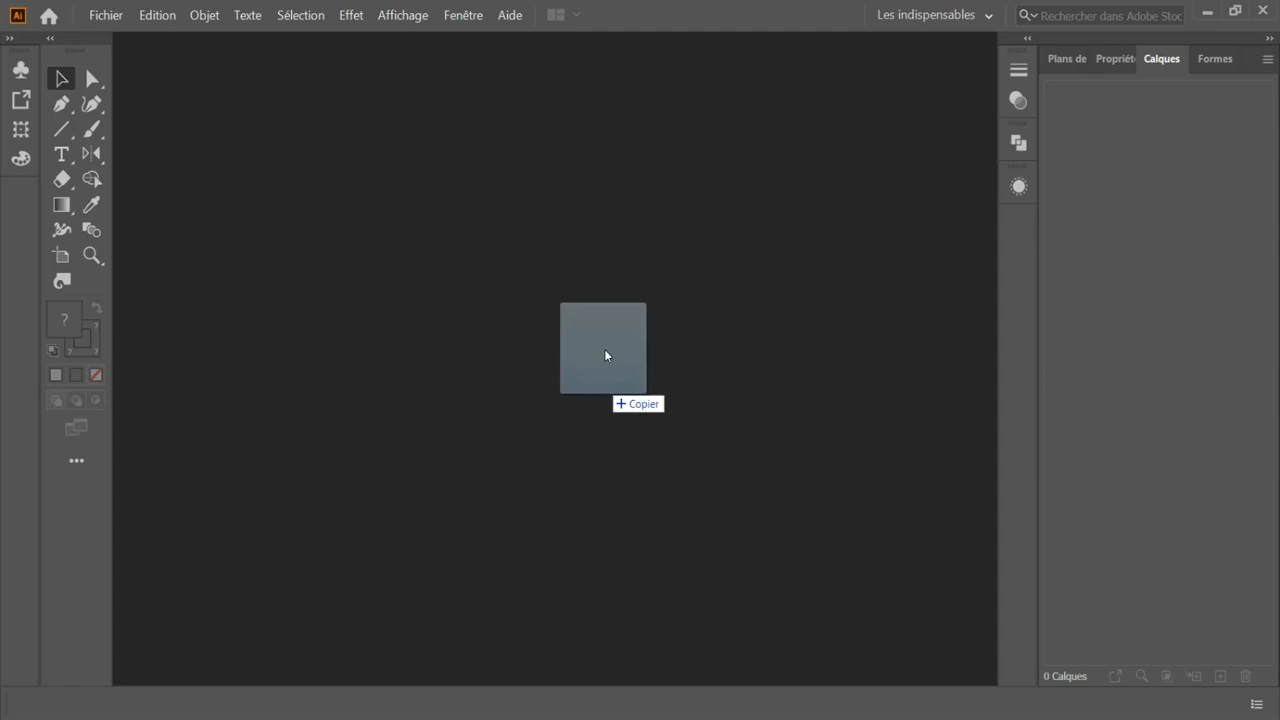 Ai Fichier Edition Objet Texte Sélection Effet Affichage Fenêtre Aide Les indispensables Rechercher dans Adobe Stoc
Plans de Propriét Calques Formes
T
?
?
?
+ Copier
0 Calques